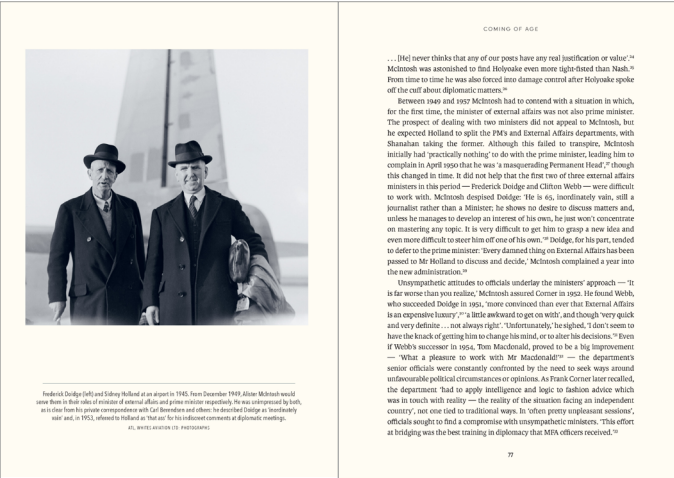 Frederick Doidge (left) and Sidney Holland at an airport in 1945. From December 1949, Alister McIntosh would
serve them in their roles of minister of external affairs and prime minister respectively. He was unimpressed by both,
as is clear from his private correspondence with Carl Berendsen and others: he described Doidge as 'inordinately
vain' and, in 1953, referred to Holland as 'that ass' for his indiscreet comments at diplomatic meetings.
ATL, WHITES AVIATION LTD: PHOTOGRAPHS
COMING OF AGE
. . . [He] never thinks that any of our posts have any real justification or value'.²⁴
McIntosh was astonished to find Holyoake even more tight-fisted than Nash.²⁵
From time to time he was also forced into damage control after Holyoake spoke
off the cuff about diplomatic matters.²⁶
Between 1949 and 1957 McIntosh had to contend with a situation in which,
for the first time, the minister of external affairs was not also prime minister.
The prospect of dealing with two ministers did not appeal to McIntosh, but
he expected Holland to split the PM's and External Affairs departments, with
Shanahan taking the former. Although this failed to transpire, McIntosh
initially had 'practically nothing' to do with the prime minister, leading him to
complain in April 1950 that he was 'a masquerading Permanent Head',²⁷ though
this changed in time. It did not help that the first two of three external affairs
ministers in this period — Frederick Doidge and Clifton Webb — were difficult
to work with. McIntosh despised Doidge: 'He is 65, inordinately vain, still a
journalist rather than a Minister; he shows no desire to discuss matters and,
unless he manages to develop an interest of his own, he just won't concentrate
on mastering any topic. It is very difficult to get him to grasp a new idea and
even more difficult to steer him off one of his own.'²⁸ Doidge, for his part, tended
to defer to the prime minister: 'Every damned thing on External Affairs has been
passed to Mr Holland to discuss and decide,' McIntosh complained a year into
the new administration.²⁹
Unsympathetic attitudes to officials underlay the ministers' approach — 'It
is far worse than you realize,' McIntosh assured Corner in 1952. He found Webb,
who succeeded Doidge in 1951, 'more convinced than ever that External Affairs
is an expensive luxury',³⁰ 'a little awkward to get on with', and though 'very quick
and very definite . . . not always right'. 'Unfortunately,' he sighed, 'I don't seem to
have the knack of getting him to change his mind, or to alter his decisions.'³¹ Even
if Webb's successor in 1954, Tom Macdonald, proved to be a big improvement
— 'What a pleasure to work with Mr Macdonald!'³² — the department's
senior officials were constantly confronted by the need to seek ways around
unfavourable political circumstances or opinions. As Frank Corner later recalled,
the department 'had to apply intelligence and logic to fashion advice which
was in touch with reality — the reality of the situation facing an independent
country', not one tied to traditional ways. In 'often pretty unpleasant sessions',
officials sought to find a compromise with unsympathetic ministers. 'This effort
at bridging was the best training in diplomacy that MFA officers received.'³³
77